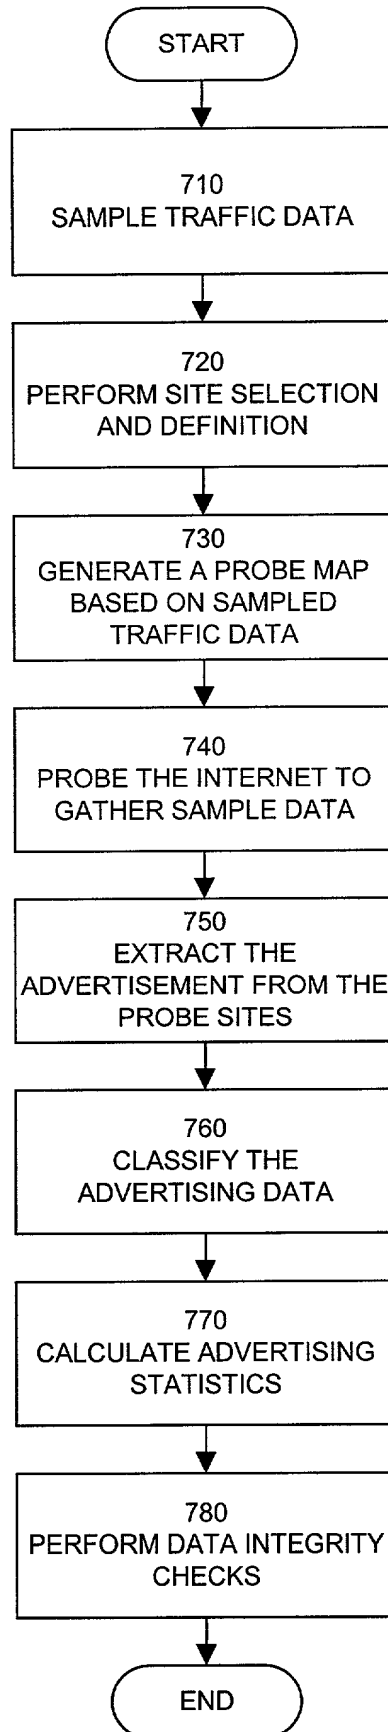 START
710
SAMPLE TRAFFIC DATA
720
PERFORM SITE SELECTION
AND DEFINITION
730
GENERATE A PROBE MAP
BASED ON SAMPLED
TRAFFIC DATA
740
PROBE THE INTERNET TO
GATHER SAMPLE DATA
750
EXTRACT THE
ADVERTISEMENT FROM THE
PROBE SITES
760
CLASSIFY THE
ADVERTISING DATA
770
CALCULATE ADVERTISING
STATISTICS
780
PERFORM DATA INTEGRITY
CHECKS
END